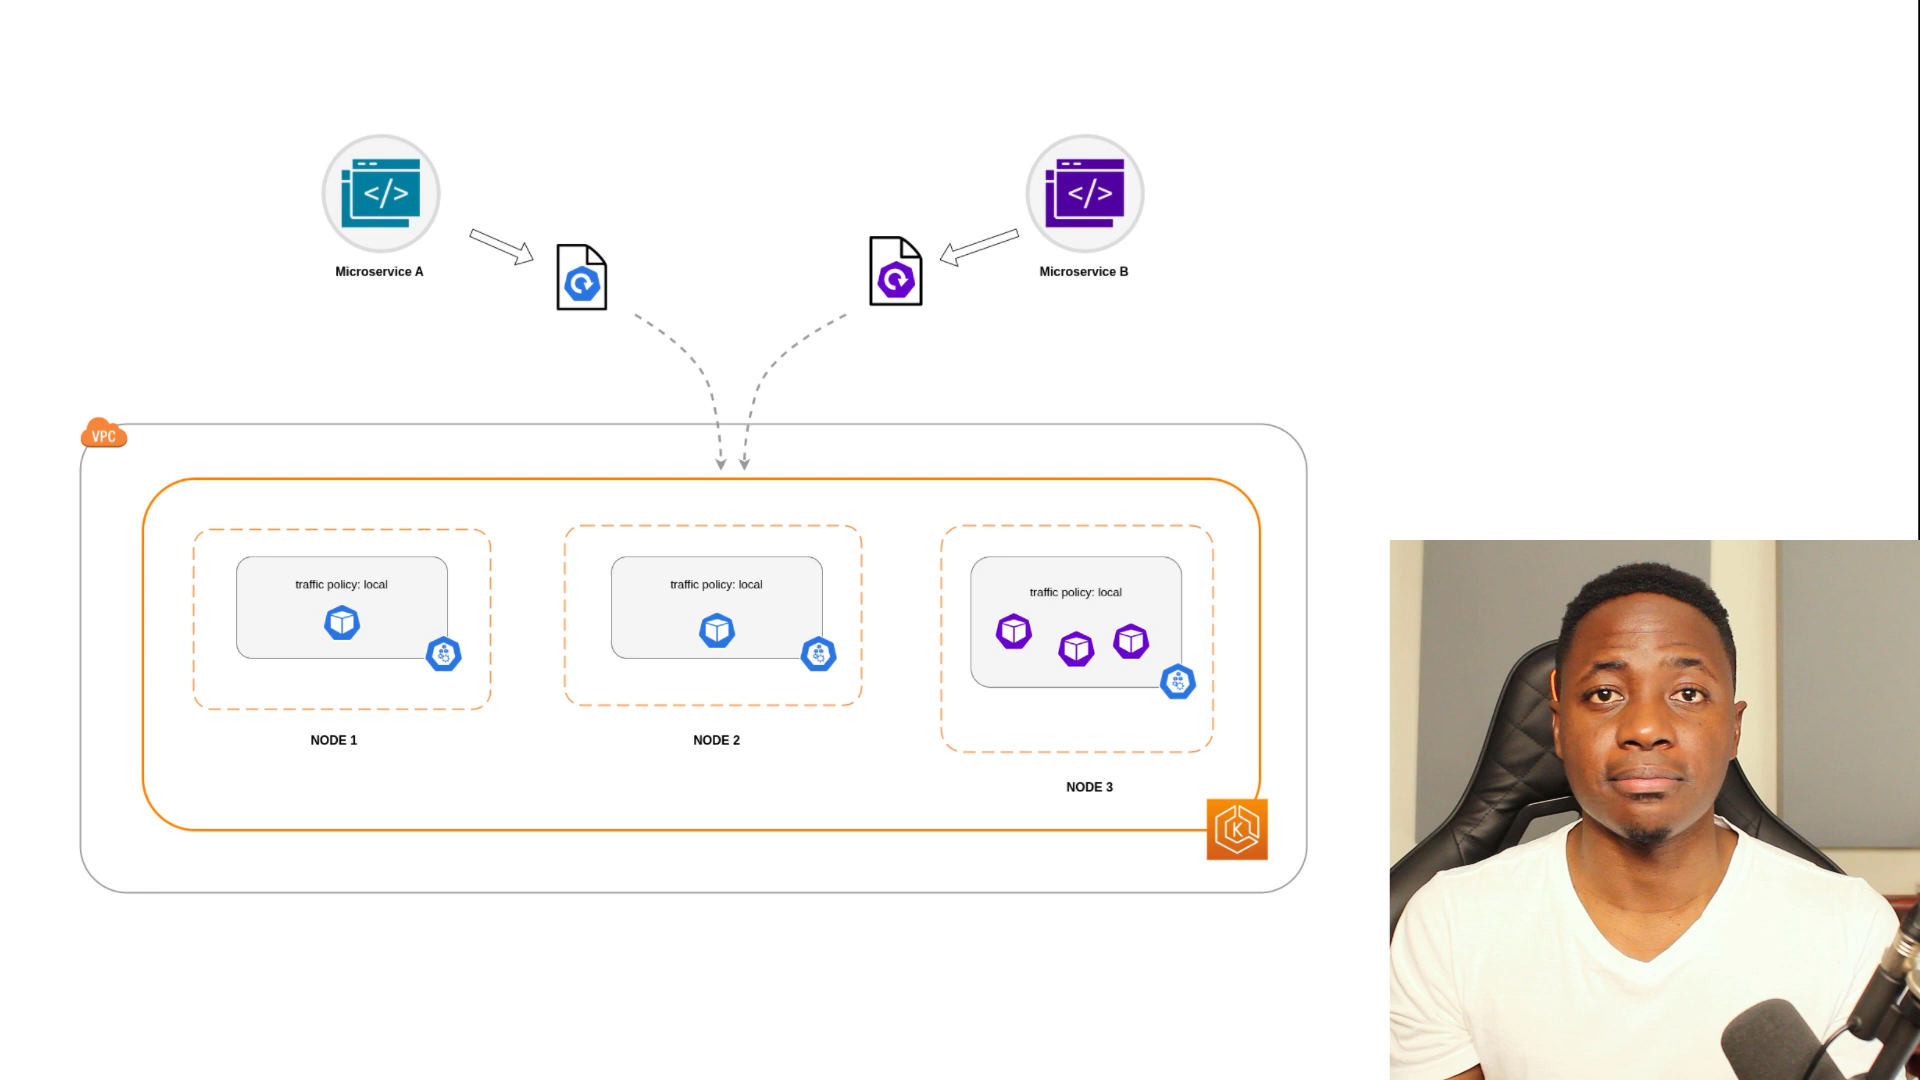 </>
</>
Microservice A
Microservice B
VPC
traffic policy: local
traffic policy: local
traffic policy: local
NODE 1
NODE 2
NODE 3
K